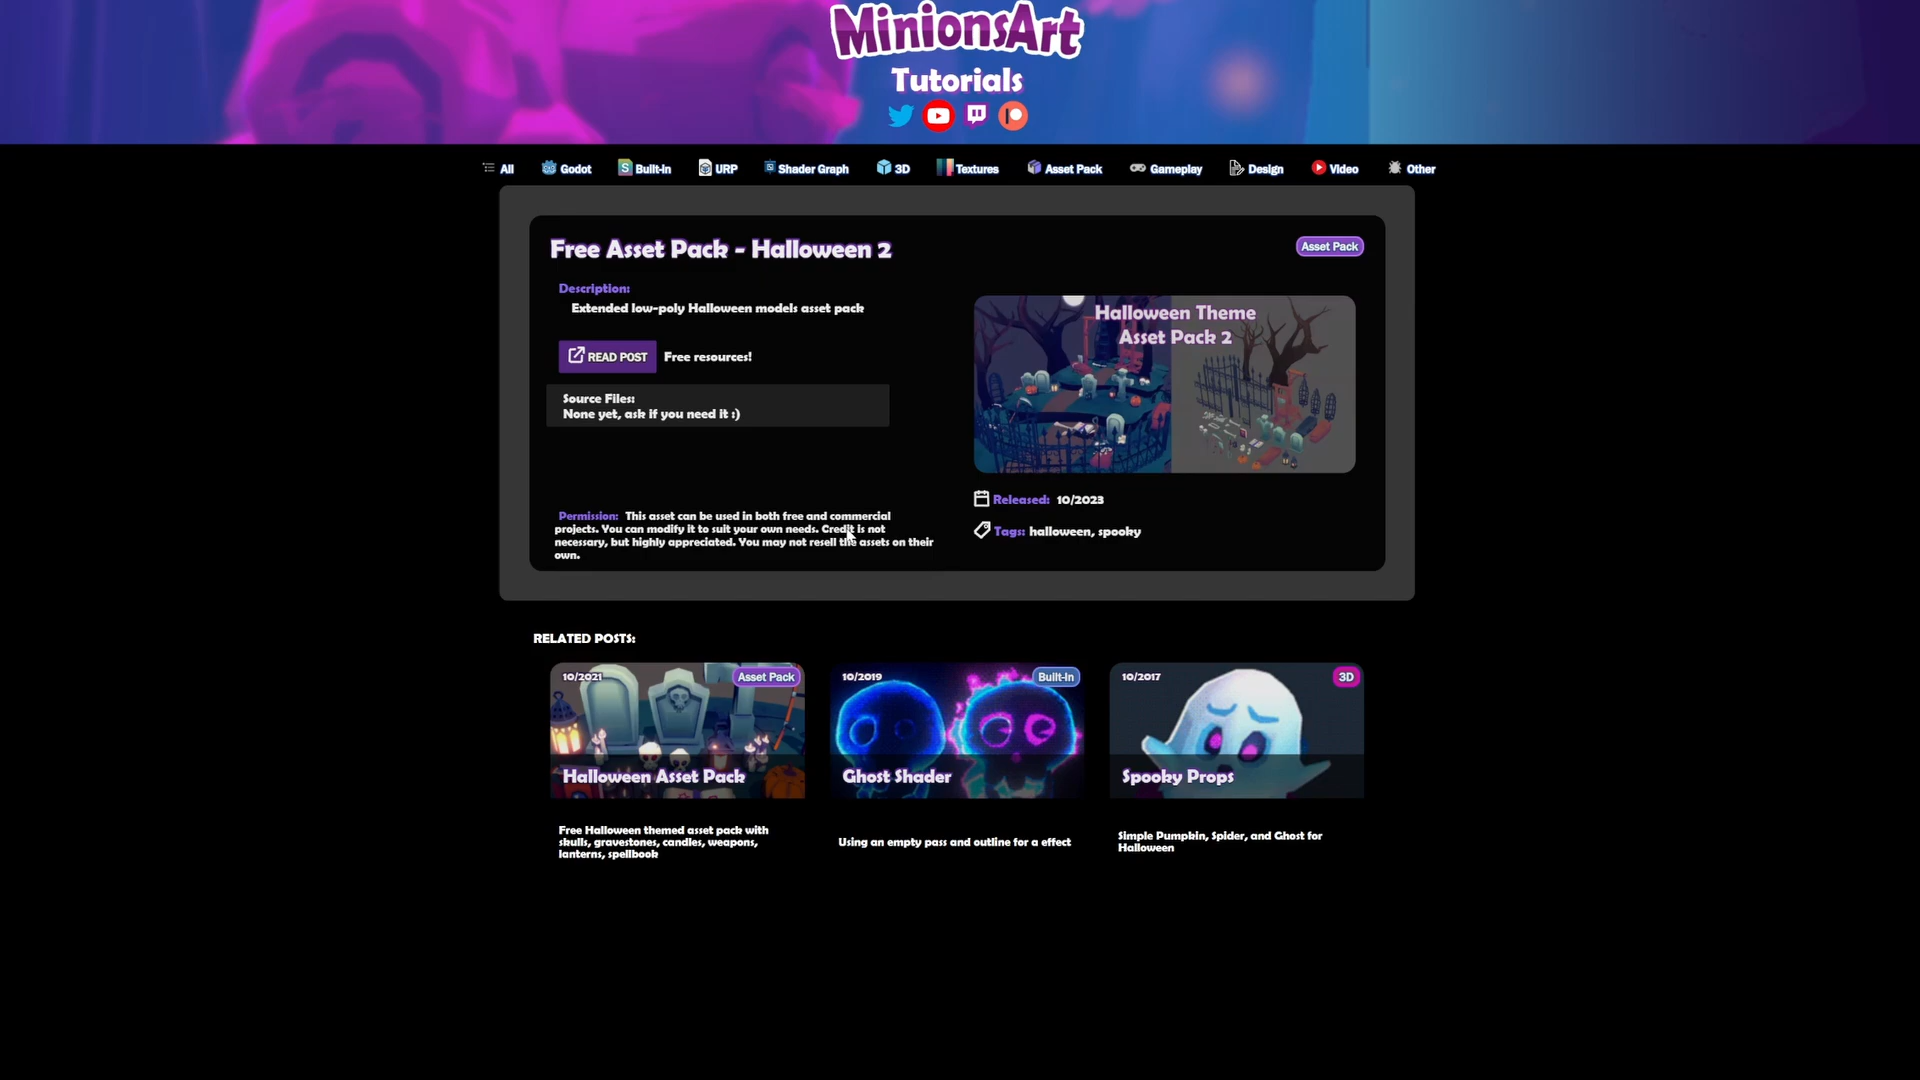 MinionsArt
Tutorials
All Godot Built-In URP Shader Graph 3D Textures Asset Pack Gameplay Design Video Other
Free Asset Pack - Halloween 2
Asset Pack
Description:
Extended low-poly Halloween models asset pack
READ POST Free resources!
Source Files:
None yet, ask if you need it :)
Halloween Theme
Asset Pack 2
Released: 10/2023
Tags: halloween, spooky
Permission: This asset can be used in both free and commercial
projects. You can modify it to suit your own needs. Credit is not
necessary, but highly appreciated. You may not resell the assets on their
own.
RELATED POSTS:
10/2021 Asset Pack
Halloween Asset Pack
Free Halloween themed asset pack with
skulls, gravestones, candles, weapons,
lanterns, spellbook
10/2019 Built-In
Ghost Shader
Using an empty pass and outline for a effect
10/2017 3D
Spooky Props
Simple Pumpkin, Spider, and Ghost for
Halloween